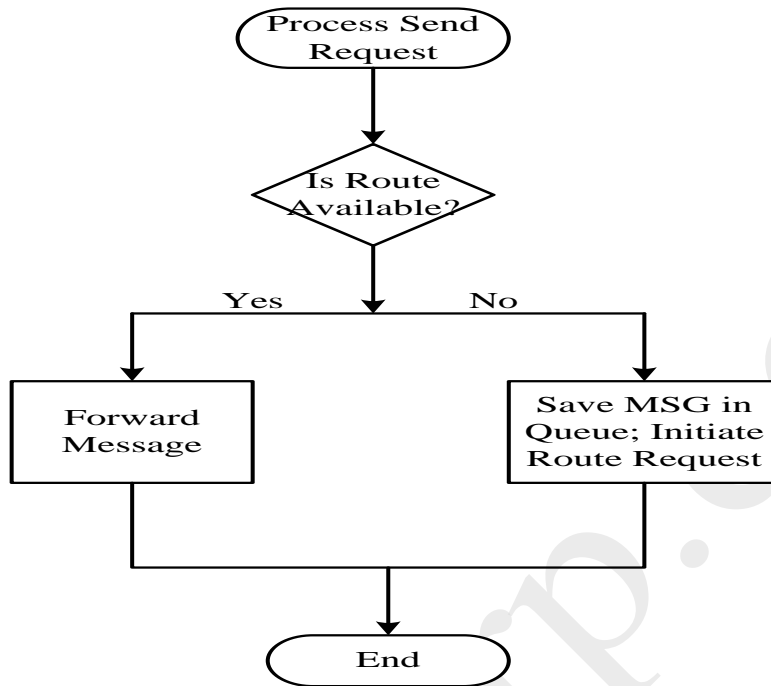 Process Send
Request
Is Route
Available?
Yes
No
Forward
Message
Save MSG in
Queue; Initiate
Route Request
End